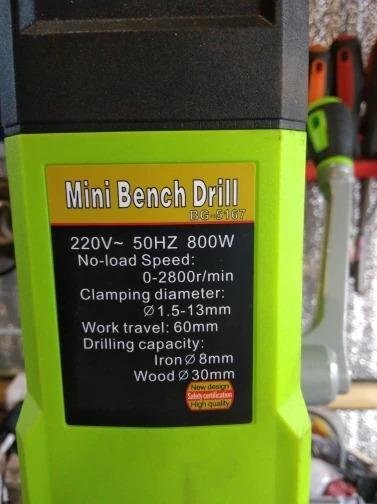 Mini Bench Drill
BG-5167
220V~ 50HZ 800W
No-load Speed:
0-2800r/min
Clamping diameter:
Ø1.5-13mm
Work travel: 60mm
Drilling capacity:
Iron Ø 8mm
Wood Ø 30mm
New design
Safety certification
High quality